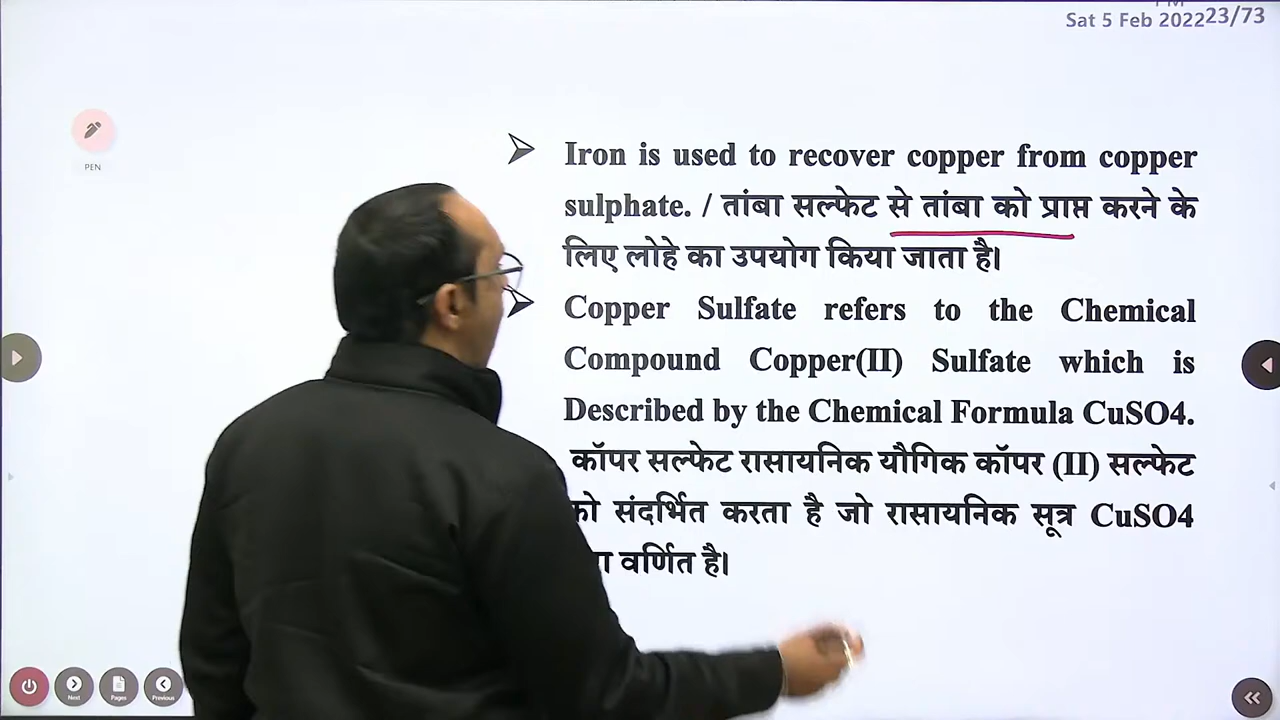 Sat 5 Feb 2022 23/73
PEN
Iron is used to recover copper from copper
sulphate. / तांबा सल्फेट से तांबा को प्राप्त करने के
लिए लोहे का उपयोग किया जाता है।
Copper Sulfate refers to the Chemical
Compound Copper(II) Sulfate which is
Described by the Chemical Formula CuSO4.
कॉपर सल्फेट रासायनिक यौगिक कॉपर (II) सल्फेट
को संदर्भित करता है जो रासायनिक सूत्र CuSO4
वर्णित है।
Next
Pages
Previous